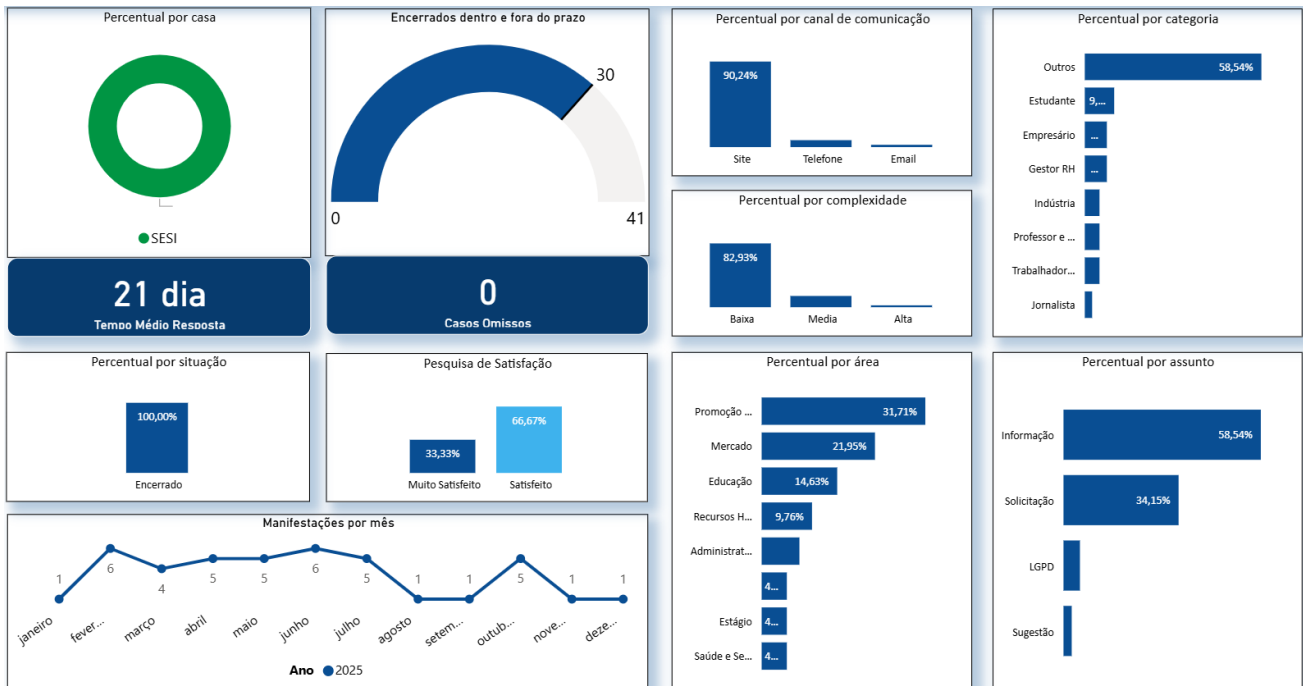 Percentual por casa
SESI
21 dia
Tempo Médio Resposta
Encerrados dentro e fora do prazo
30
0
41
0
Casos Omissos
Percentual por canal de comunicação
90,24%
Site
Telefone
Email
Percentual por complexidade
82,93%
Baixa
Media
Alta
Percentual por categoria
Outros
58,54%
Estudante
9,...
Empresário
...
Gestor RH
...
Indústria
Professor e ...
Trabalhador...
Jornalista
Percentual por situação
100,00%
Encerrado
Pesquisa de Satisfação
33,33%
66,67%
Muito Satisfeito
Satisfeito
Manifestações por mês
1
6
4
5
5
6
5
1
1
5
1
1
janeiro
fever...
março
abril
maio
junho
julho
agosto
setem...
outub...
nove...
deze...
Ano
2025
Percentual por área
Promoção ...
31,71%
Mercado
21,95%
Educação
14,63%
Recursos H...
9,76%
Administrat...
4...
Estágio
4...
Saúde e Se...
4...
Percentual por assunto
Informação
58,54%
Solicitação
34,15%
LGPD
Sugestão